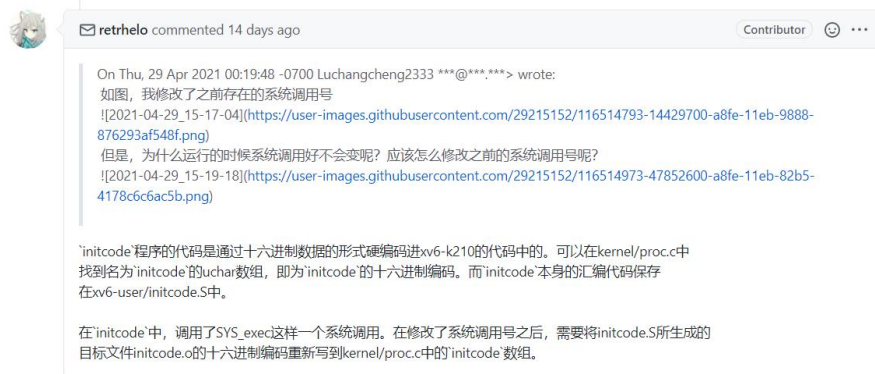 retrhelo commented 14 days ago
Contributor
On Thu, 29 Apr 2021 00:19:48 -0700 Luchangcheng2333 ***@***.***> wrote:
如图，我修改了之前存在的系统调用号
![2021-04-29_15-17-04](https://user-images.githubusercontent.com/29215152/116514793-14429700-a8fe-11eb-9888-
876293af548f.png)
但是，为什么运行的时候系统调用好不会变呢？应该怎么修改之前的系统调用号呢？
![2021-04-29_15-19-18](https://user-images.githubusercontent.com/29215152/116514973-47852600-a8fe-11eb-82b5-
4178c6c6ac5b.png)
`initcode`程序的代码是通过十六进制数据的形式硬编码进xv6-k210的代码中的。可以在kernel/proc.c中
找到名为`initcode`的uchar数组，即为`initcode`的十六进制编码。而`initcode`本身的汇编代码保存
在xv6-user/initcode.S中。
在`initcode`中，调用了SYS_exec这样一个系统调用。在修改了系统调用号之后，需要将initcode.S所生成的
目标文件initcode.o的十六进制编码重新写到kernel/proc.c中的`initcode`数组。